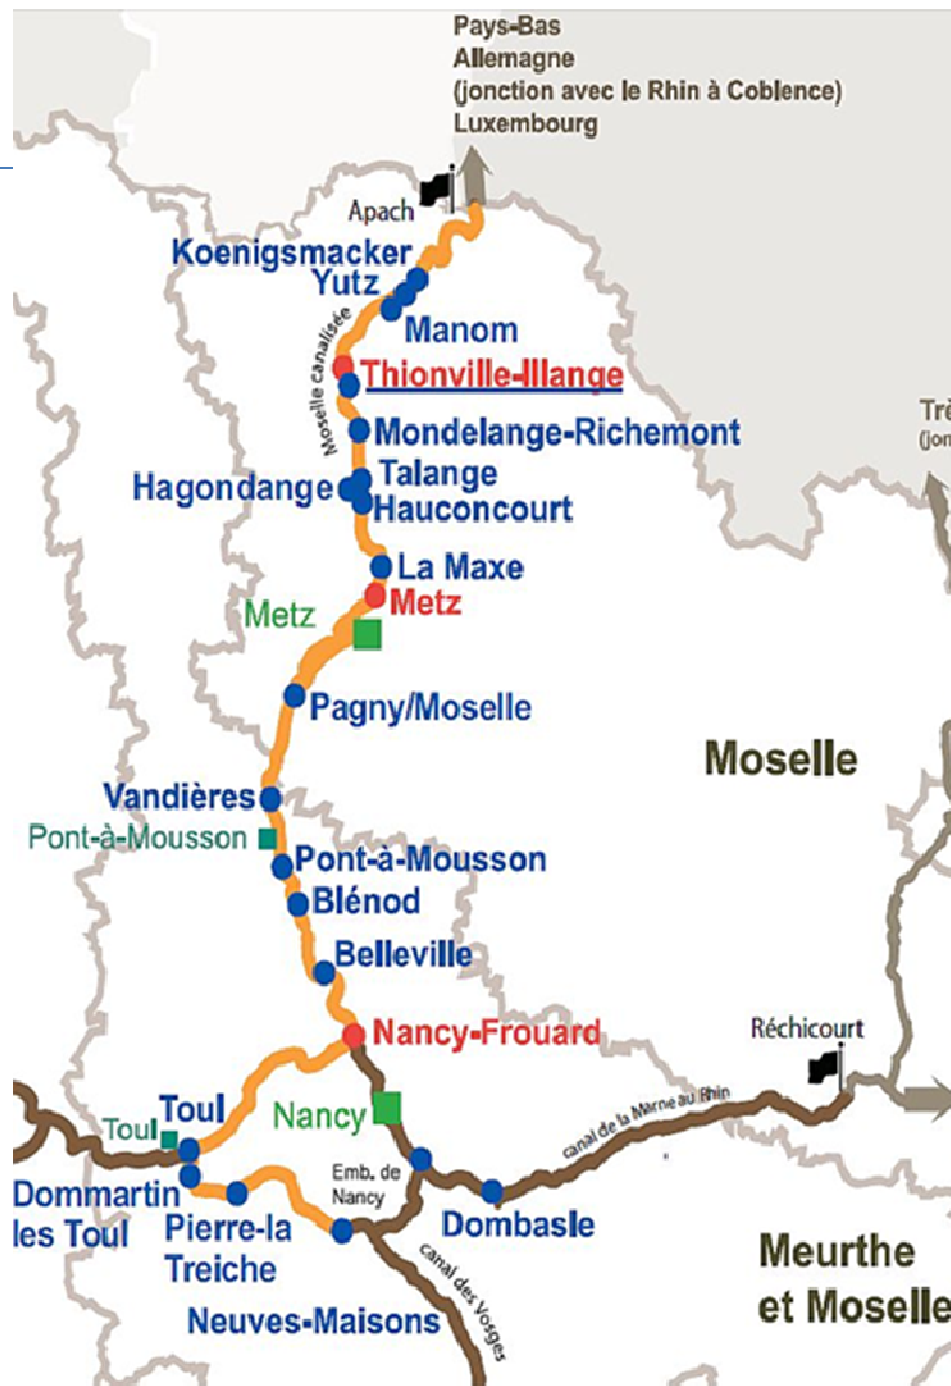 Pays-Bas
Allemagne
(jonction avec le Rhin à Coblence)
Luxembourg
Apach
Koenigsmacker
Yutz
Manom
Moselle canalisée
Thionville-Illange
Trè
(jon
Mondelange-Richemont
Talange
Hagondange
Hauconcourt
La Maxe
Metz
Metz
Pagny/Moselle
Moselle
Vandières
Pont-à-Mousson
Pont-à-Mousson
Blénod
Belleville
Nancy-Frouard
Réchicourt
Toul
Nancy
Toul
canal de la Marne au Rhin
Emb. de
Nancy
Dommartin
les Toul
Pierre-la
Treiche
Dombasle
canal des Vosges
Meurthe
et Moselle
Neuves-Maisons